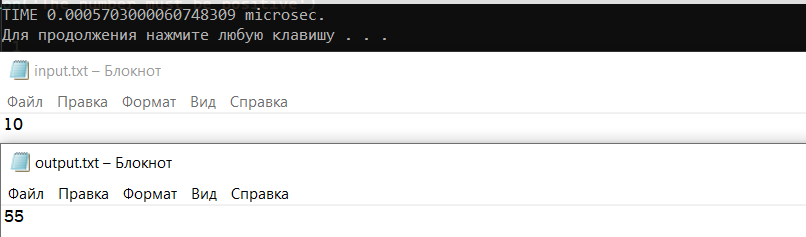 TIME 0.0005703000060748309 microsec.
Для продолжения нажмите любую клавишу . . .
input.txt – Блокнот
Файл Правка Формат Вид Справка
10
output.txt – Блокнот
Файл Правка Формат Вид Справка
55